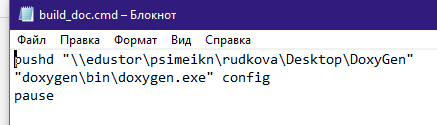 build_doc.cmd – Блокнот
Файл Правка Формат Вид Справка
pushd "\\edustor\psimeikn\rudkova\Desktop\DoxyGen"
"doxygen\bin\doxygen.exe" config
pause